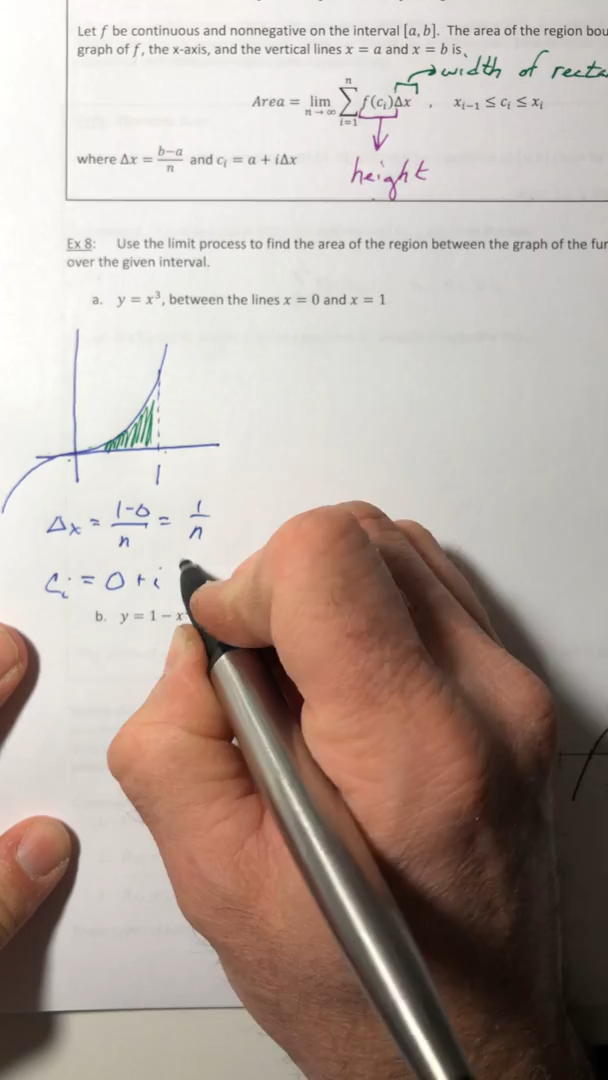 Let f be continuous and nonnegative on the interval [a, b]. The area of the region bou
graph of f, the x-axis, and the vertical lines x = a and x = b is
width of recta
Area = lim n→∞ n ∑ i=1 f(cᵢ)Δx , xᵢ₋₁ ≤ cᵢ ≤ xᵢ
where Δx = b−a/n and cᵢ = a + iΔx
height
Ex 8: Use the limit process to find the area of the region between the graph of the fun
over the given interval.
a. y = x³, between the lines x = 0 and x = 1
1
Δx = 1-0/n = 1/n
cᵢ = 0 + i
b. y = 1 − x